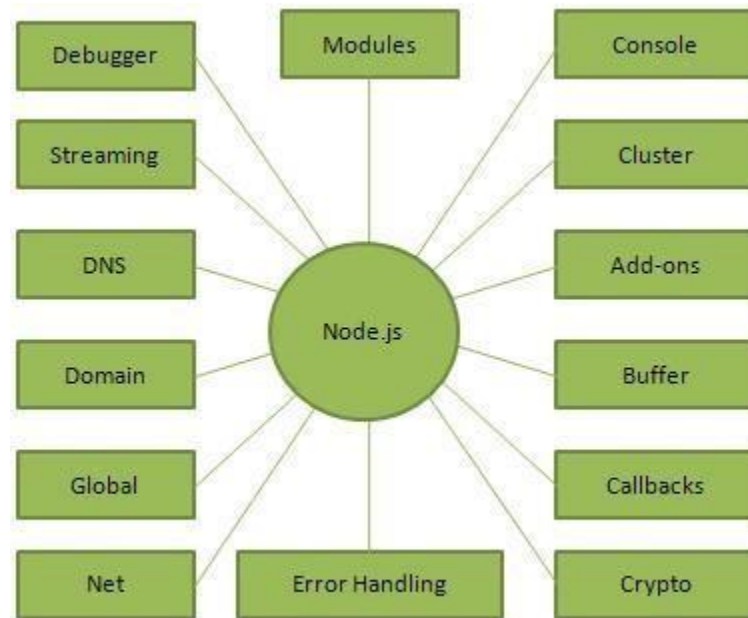 Debugger
Modules
Console
Streaming
Cluster
DNS
Add-ons
Node.js
Domain
Buffer
Global
Callbacks
Net
Error Handling
Crypto